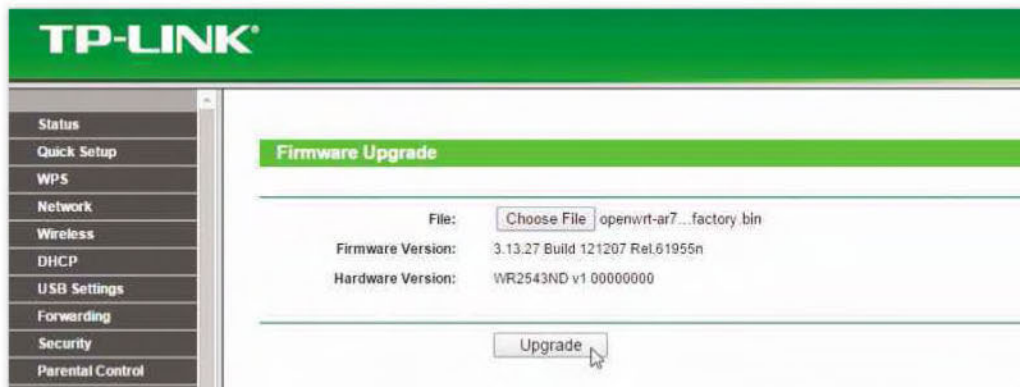 TP-LINK®
Status
Quick Setup
WPS
Network
Wireless
DHCP
USB Settings
Forwarding
Security
Parental Control
Firmware Upgrade
File: Choose File openwrt-ar7...factory.bin
Firmware Version: 3.13.27 Build 121207 Rel.61955n
Hardware Version: WR2543ND v1 00000000
Upgrade